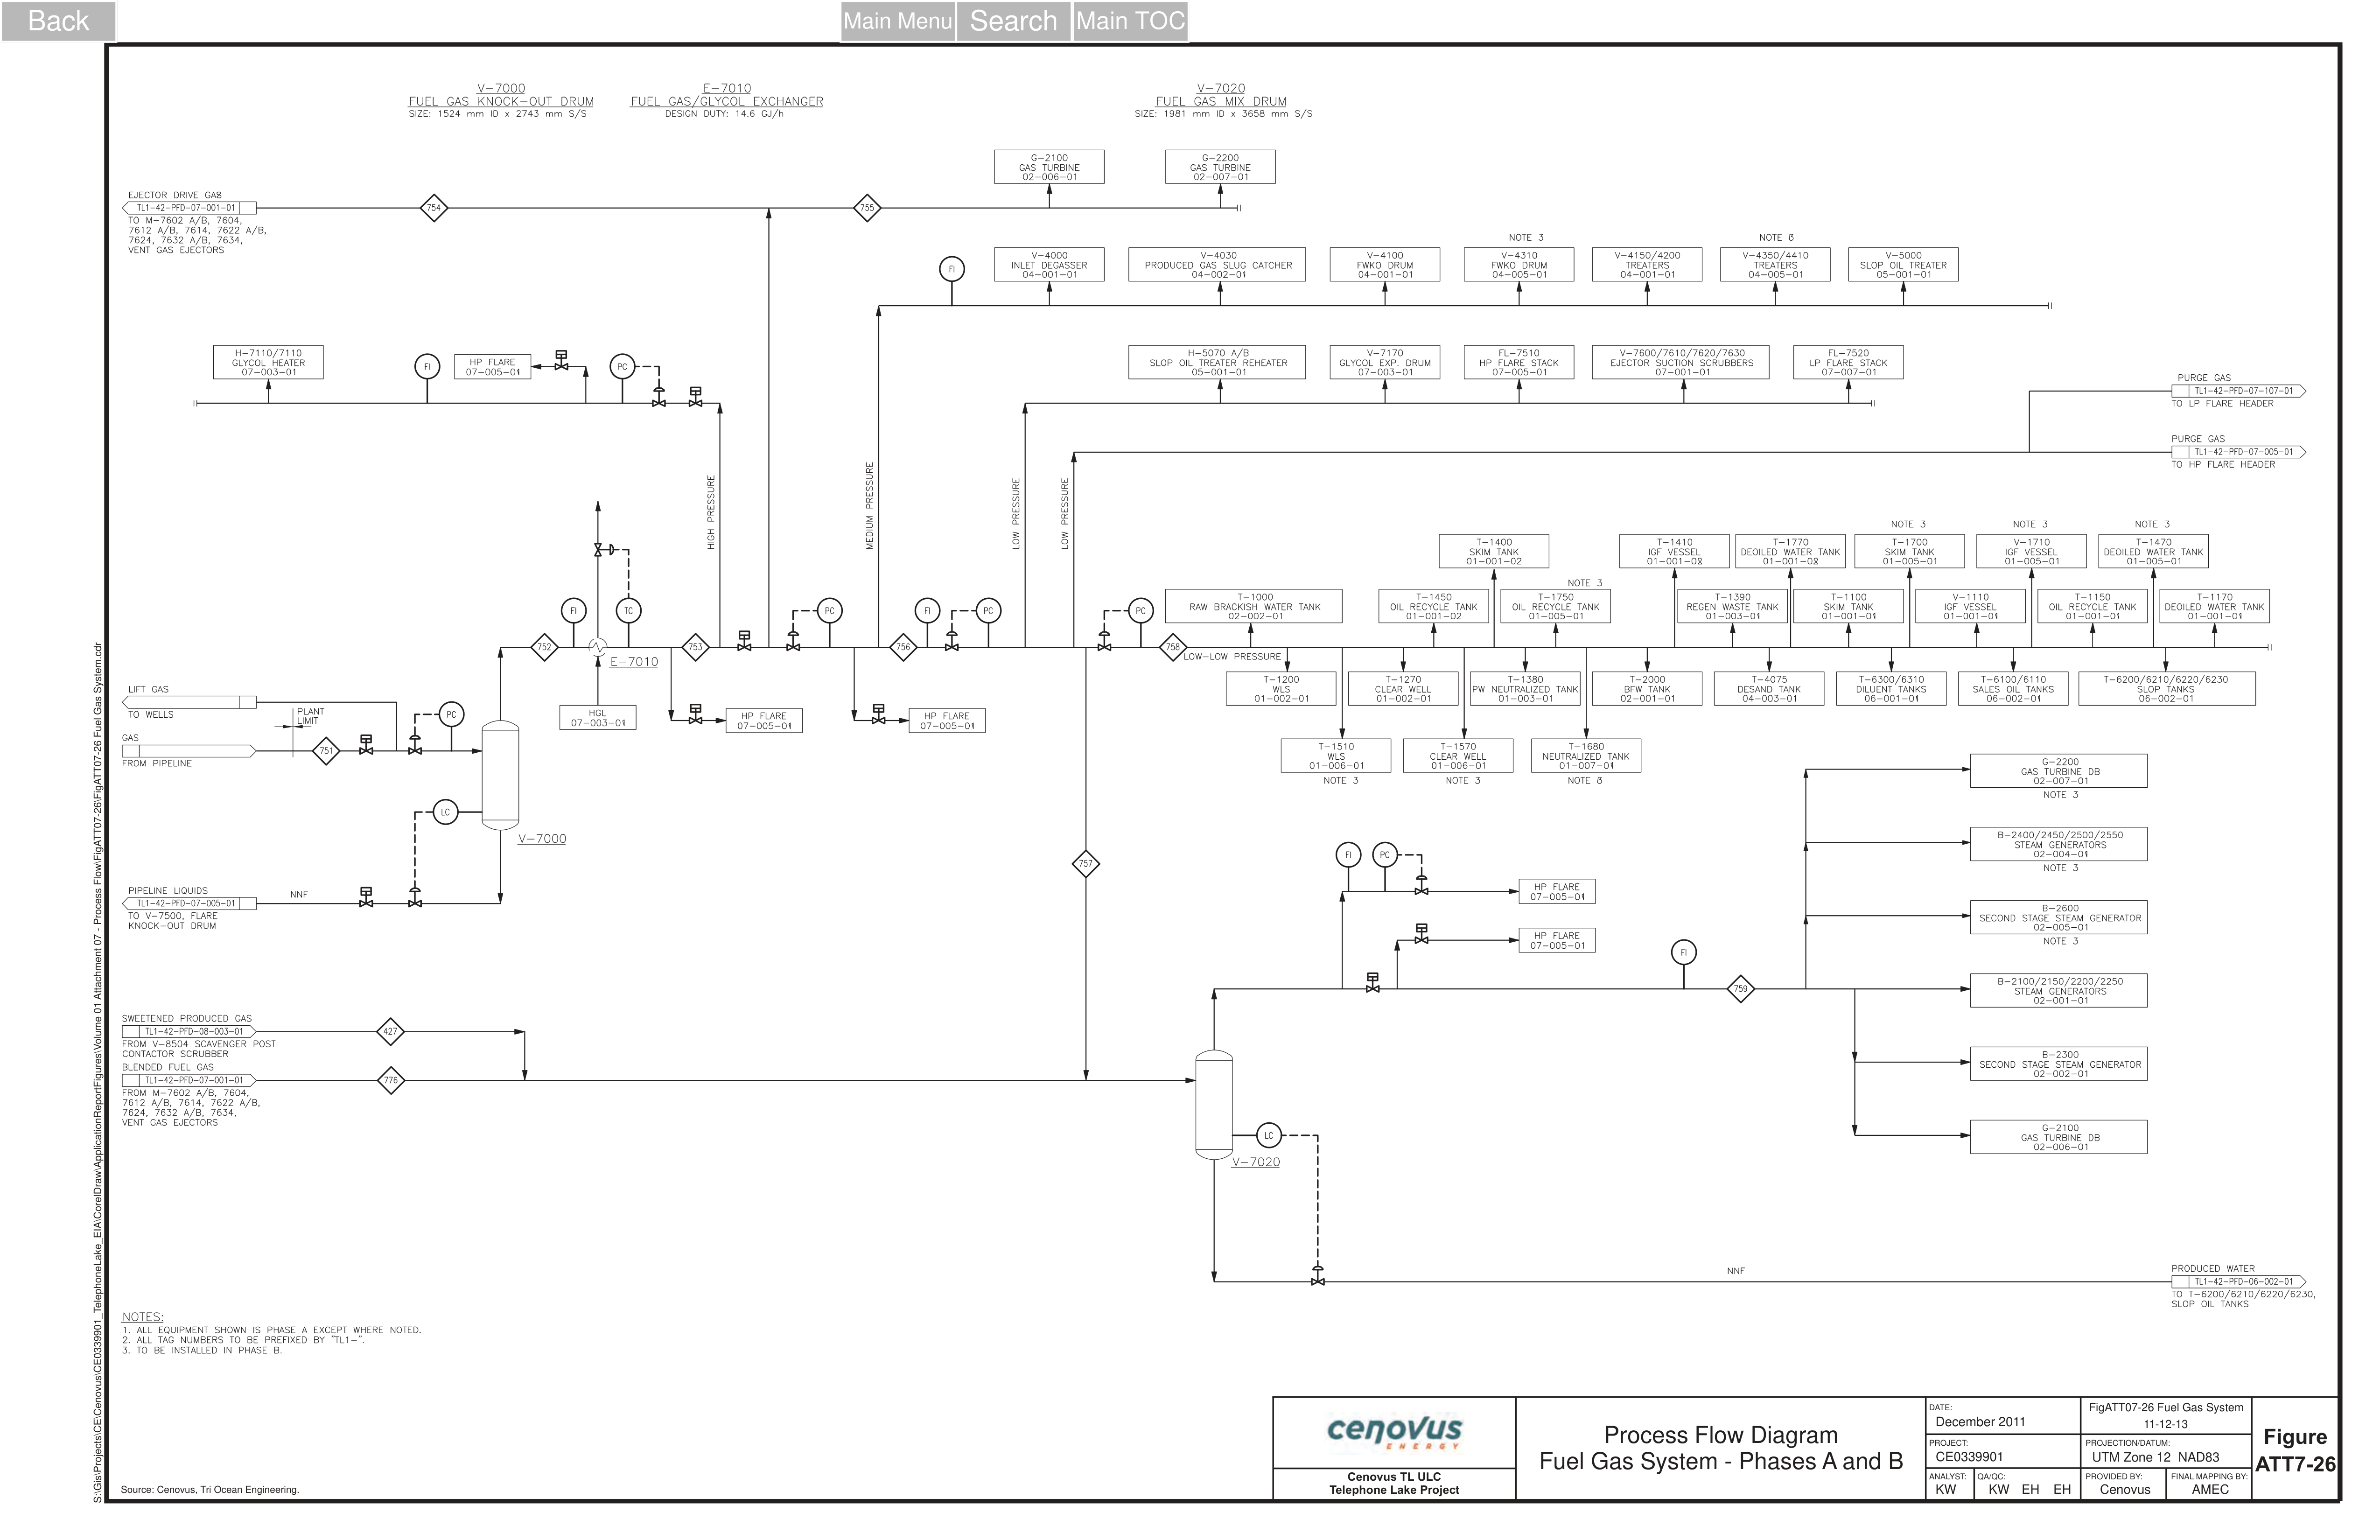 Back
Main Menu
Search
Main TOC
V-7000
FUEL GAS KNOCK-OUT DRUM
SIZE: 1524 mm ID x 2743 mm S/S
E-7010
FUEL GAS/GLYCOL EXCHANGER
DESIGN DUTY: 14.6 GJ/h
V-7020
FUEL GAS MIX DRUM
SIZE: 1981 mm ID x 3658 mm S/S
G-2100
GAS TURBINE
02-006-01
G-2200
GAS TURBINE
02-007-01
EJECTOR DRIVE GAS
TL1-42-PFD-07-001-01
TO M-7602 A/B, 7604,
7612 A/B, 7614, 7622 A/B,
7624, 7632 A/B, 7634,
VENT GAS EJECTORS
754
755
FI
V-4000
INLET DEGASSER
04-001-01
V-4030
PRODUCED GAS SLUG CATCHER
04-002-01
V-4100
FWKO DRUM
04-001-01
NOTE 3
V-4310
FWKO DRUM
04-005-01
V-4150/4200
TREATERS
04-001-01
NOTE 3
V-4350/4410
TREATERS
04-005-01
V-5000
SLOP OIL TREATER
05-001-01
H-7110/7110
GLYCOL HEATER
07-003-01
FI
HP FLARE
07-005-01
PC
H-5070 A/B
SLOP OIL TREATER REHEATER
05-001-01
V-7170
GLYCOL EXP. DRUM
07-003-01
FL-7510
HP FLARE STACK
07-005-01
V-7600/7610/7620/7630
EJECTOR SUCTION SCRUBBERS
07-001-01
FL-7520
LP FLARE STACK
07-007-01
PURGE GAS
TL1-42-PFD-07-107-01
TO LP FLARE HEADER
PURGE GAS
TL1-42-PFD-07-005-01
TO HP FLARE HEADER
HIGH PRESSURE
MEDIUM PRESSURE
LOW PRESSURE
LOW PRESSURE
T-1400
SKIM TANK
01-001-02
T-1410
IGF VESSEL
01-001-02
T-1770
DEOILED WATER TANK
01-001-02
NOTE 3
T-1700
SKIM TANK
01-005-01
NOTE 3
V-1710
IGF VESSEL
01-005-01
NOTE 3
T-1470
DEOILED WATER TANK
01-005-01
T-1000
RAW BRACKISH WATER TANK
02-002-01
T-1450
OIL RECYCLE TANK
01-001-02
NOTE 3
T-1750
OIL RECYCLE TANK
01-005-01
T-1390
REGEN WASTE TANK
01-003-01
T-1100
SKIM TANK
01-001-01
V-1110
IGF VESSEL
01-001-01
T-1150
OIL RECYCLE TANK
01-001-01
T-1170
DEOILED WATER TANK
01-001-01
FI
TC
PC
FI
PC
PC
752
E-7010
753
756
758
LOW-LOW PRESSURE
T-1200
WLS
01-002-01
T-1270
CLEAR WELL
01-002-01
T-1380
PW NEUTRALIZED TANK
01-003-01
T-2000
BFW TANK
02-001-01
T-4075
DESAND TANK
04-003-01
T-6300/6310
DILUENT TANKS
06-001-01
T-6100/6110
SALES OIL TANKS
06-002-01
T-6200/6210/6220/6230
SLOP TANKS
06-002-01
T-1510
WLS
01-006-01
NOTE 3
T-1570
CLEAR WELL
01-006-01
NOTE 3
T-1680
NEUTRALIZED TANK
01-007-01
NOTE 3
LIFT GAS
TO WELLS
PLANT
LIMIT
GAS
FROM PIPELINE
751
PC
HGL
07-003-01
HP FLARE
07-005-01
HP FLARE
07-005-01
LC
V-7000
PIPELINE LIQUIDS
TL1-42-PFD-07-005-01
TO V-7500, FLARE
KNOCK-OUT DRUM
NNF
757
G-2200
GAS TURBINE DB
02-007-01
NOTE 3
B-2400/2450/2500/2550
STEAM GENERATORS
02-004-01
NOTE 3
B-2600
SECOND STAGE STEAM GENERATOR
02-005-01
NOTE 3
B-2100/2150/2200/2250
STEAM GENERATORS
02-001-01
B-2300
SECOND STAGE STEAM GENERATOR
02-002-01
G-2100
GAS TURBINE DB
02-006-01
FI
PC
HP FLARE
07-005-01
HP FLARE
07-005-01
FI
759
SWEETENED PRODUCED GAS
TL1-42-PFD-08-003-01
FROM V-8504 SCAVENGER POST
CONTACTOR SCRUBBER
427
BLENDED FUEL GAS
TL1-42-PFD-07-001-01
FROM M-7602 A/B, 7604,
7612 A/B, 7614, 7622 A/B,
7624, 7632 A/B, 7634,
VENT GAS EJECTORS
776
LC
V-7020
NNF
PRODUCED WATER
TL1-42-PFD-06-002-01
TO T-6200/6210/6220/6230,
SLOP OIL TANKS
NOTES:
1. ALL EQUIPMENT SHOWN IS PHASE A EXCEPT WHERE NOTED.
2. ALL TAG NUMBERS TO BE PREFIXED BY "TL1-".
3. TO BE INSTALLED IN PHASE B.
Source: Cenovus, Tri Ocean Engineering.
S:\Gis\Projects\CE\Cenovus\CE0339901_TelephoneLake_EIA\CorelDraw\ApplicationReportFigures\Volume 01 Attachment 07 - Process Flow\FigATT07-26\FigATT07-26 Fuel Gas System.cdr
cenovus
ENERGY
Cenovus TL ULC
Telephone Lake Project
Process Flow Diagram
Fuel Gas System - Phases A and B
DATE:
December 2011
FigATT07-26 Fuel Gas System
11-12-13
PROJECT:
CE0339901
PROJECTION/DATUM:
UTM Zone 12 NAD83
ANALYST:
KW
QA/QC:
KW EH EH
PROVIDED BY:
Cenovus
FINAL MAPPING BY:
AMEC
Figure
ATT7-26